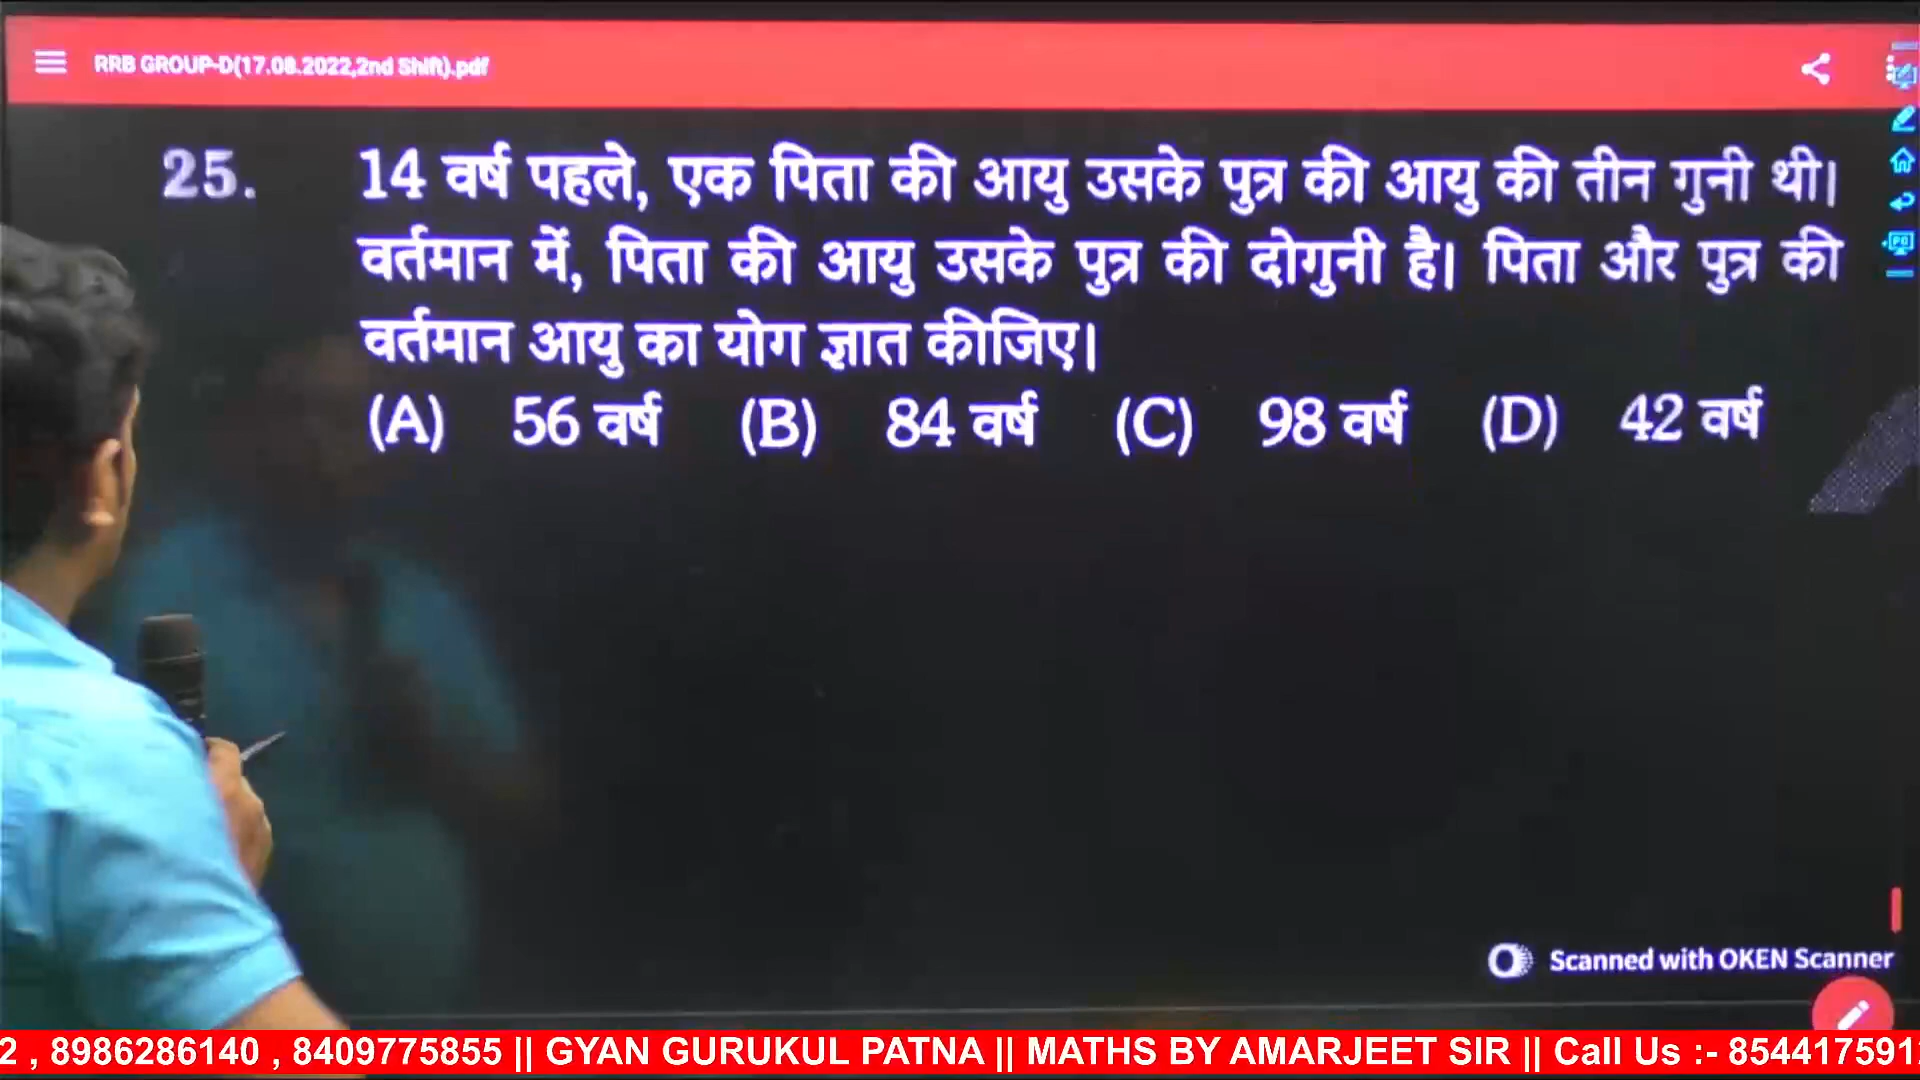 RRB GROUP-D(17.08.2022,2nd Shift).pdf
25. 14 वर्ष पहले, एक पिता की आयु उसके पुत्र की आयु की तीन गुनी थी।
वर्तमान में, पिता की आयु उसके पुत्र की दोगुनी है। पिता और पुत्र की
वर्तमान आयु का योग ज्ञात कीजिए।
(A) 56 वर्ष (B) 84 वर्ष (C) 98 वर्ष (D) 42 वर्ष
Scanned with OKEN Scanner
2 , 8986286140 , 8409775855 || GYAN GURUKUL PATNA || MATHS BY AMARJEET SIR || Call Us :- 854417591